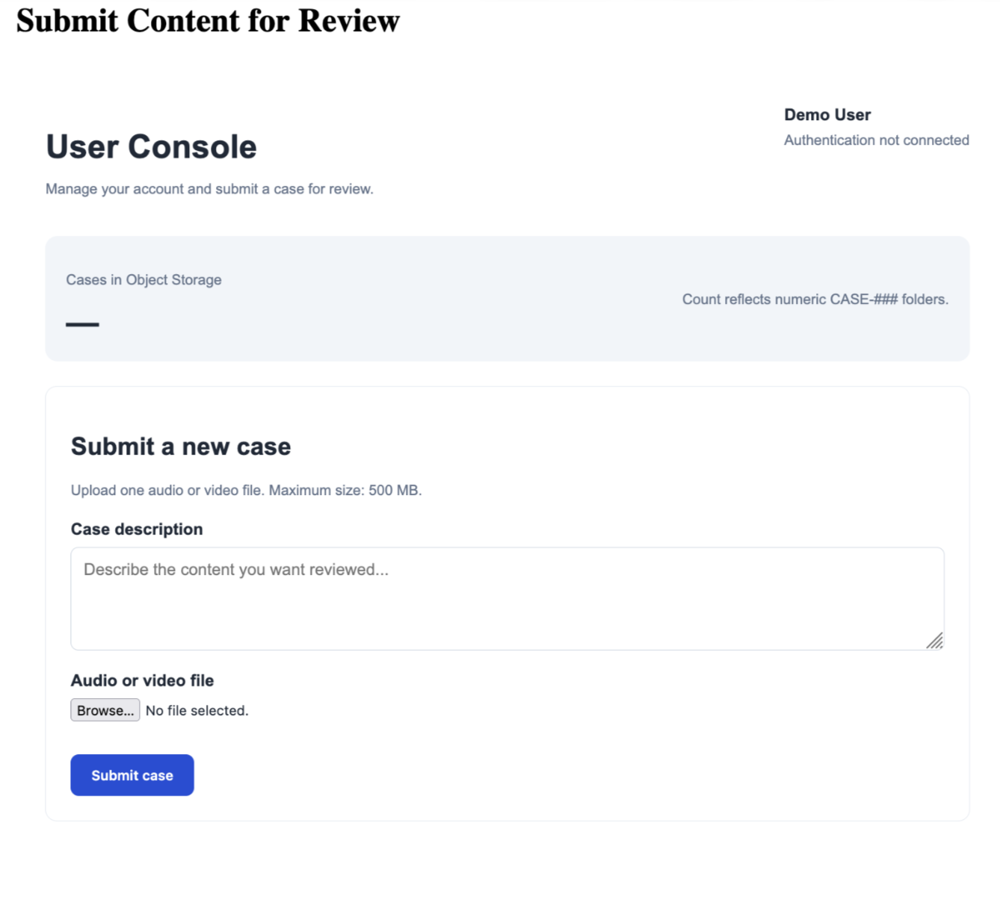 Submit Content for Review
Demo User
Authentication not connected
User Console
Manage your account and submit a case for review.
Cases in Object Storage
Count reflects numeric CASE-### folders.
—
Submit a new case
Upload one audio or video file. Maximum size: 500 MB.
Case description
Describe the content you want reviewed...
Audio or video file
Browse... No file selected.
Submit case